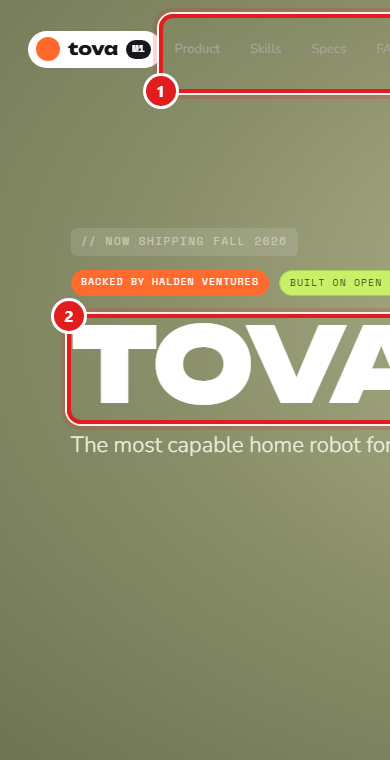 tova M1
Product Skills Specs
1
// NOW SHIPPING FALL 2026
BACKED BY HALDEN VENTURES BUILT ON OPEN
2
TOVA
The most capable home robot for